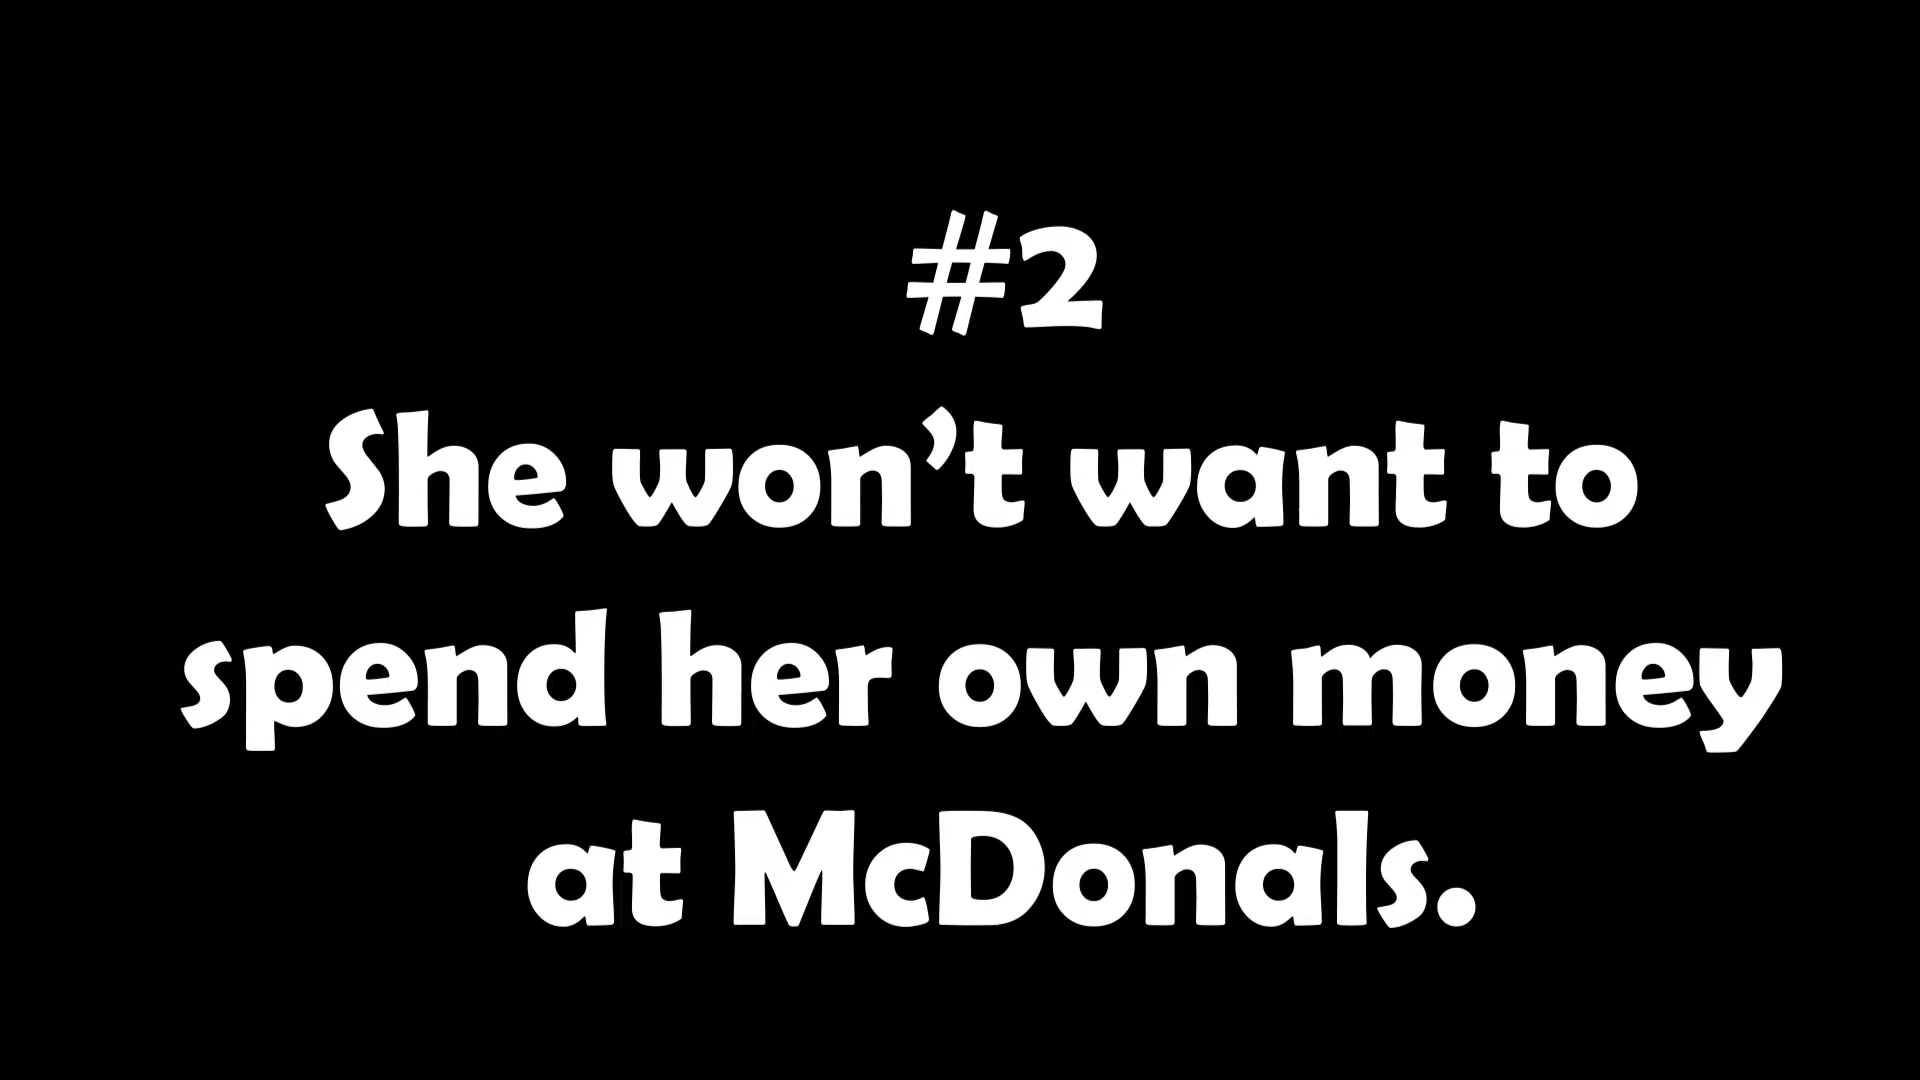 #2
She won’t want to
spend her own money
at McDonals.